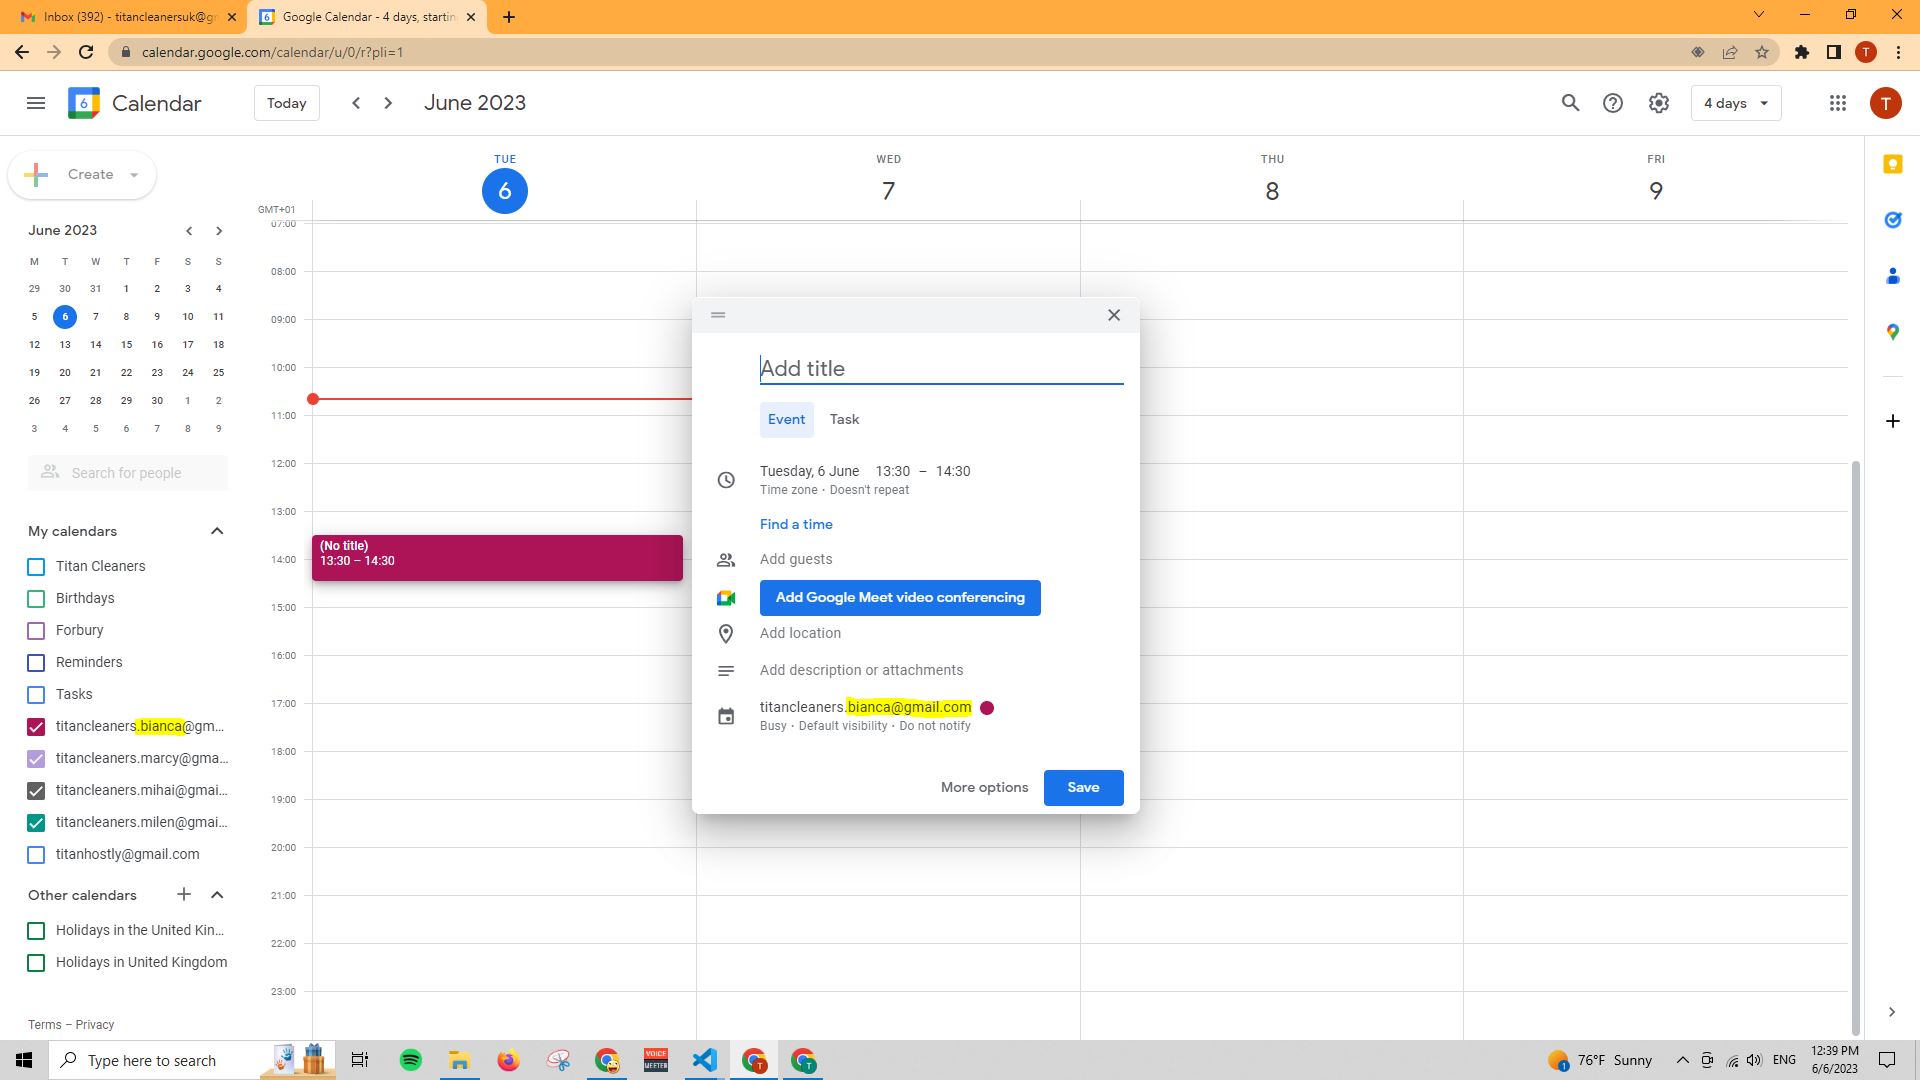 Inbox (392) - titancleanersuk@gm
Google Calendar - 4 days, startin
calendar.google.com/calendar/u/0/r?pli=1
T
6 Calendar
Today
June 2023
4 days
T
Create
TUE
6
WED
7
THU
8
FRI
9
GMT+01
June 2023
M T W T F S S
29 30 31 1 2 3 4
5 6 7 8 9 10 11
12 13 14 15 16 17 18
19 20 21 22 23 24 25
26 27 28 29 30 1 2
3 4 5 6 7 8 9
Search for people
My calendars
Titan Cleaners
Birthdays
Forbury
Reminders
Tasks
titancleaners.bianca@gm...
titancleaners.marcy@gma...
titancleaners.mihai@gmai...
titancleaners.milen@gmai...
titanhostly@gmail.com
Other calendars
Holidays in the United Kin...
Holidays in United Kingdom
Terms – Privacy
07:00
08:00
09:00
10:00
11:00
12:00
13:00
14:00
15:00
16:00
17:00
18:00
19:00
20:00
21:00
22:00
23:00
(No title)
13:30 – 14:30
Add title
Event Task
Tuesday, 6 June 13:30 – 14:30
Time zone · Doesn't repeat
Find a time
Add guests
Add Google Meet video conferencing
Add location
Add description or attachments
titancleaners.bianca@gmail.com
Busy · Default visibility · Do not notify
More options Save
Type here to search
VOICE
MEETER
T
T
1
76°F Sunny
ENG
12:39 PM
6/6/2023